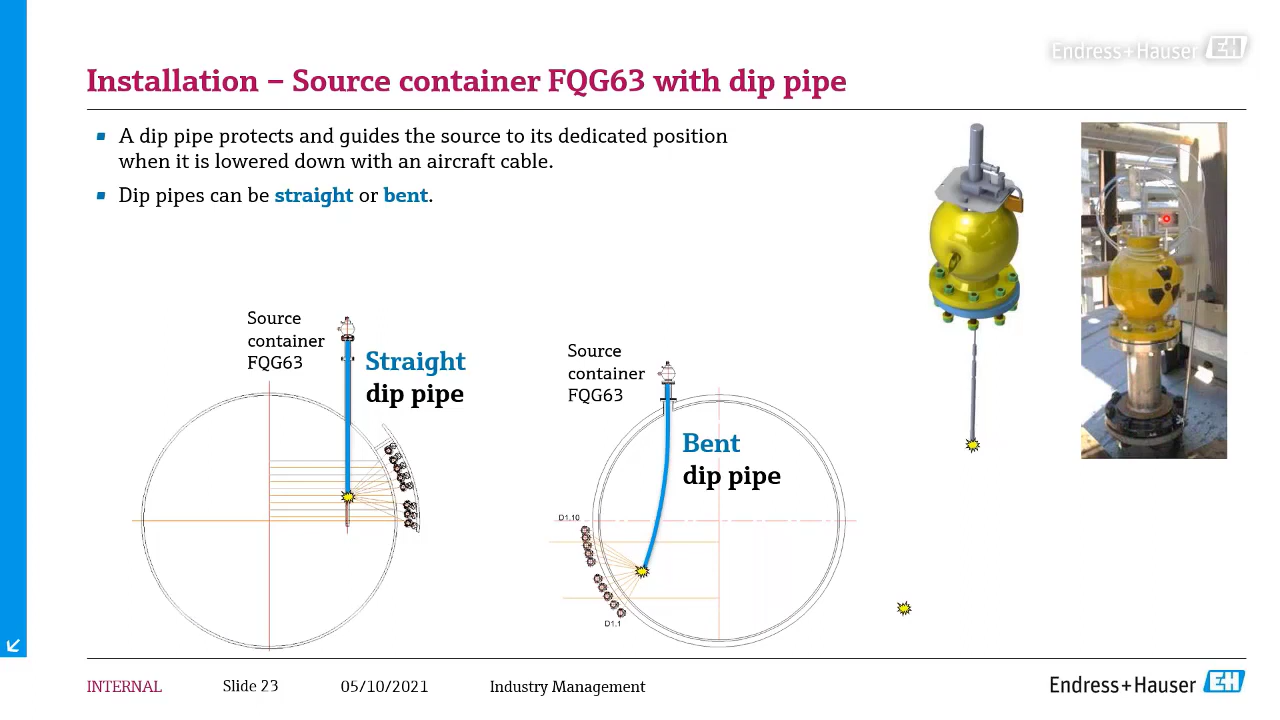 Endress+Hauser EH
Installation – Source container FQG63 with dip pipe
A dip pipe protects and guides the source to its dedicated position
when it is lowered down with an aircraft cable.
Dip pipes can be straight or bent.
Source
container
FQG63
Straight
dip pipe
Source
container
FQG63
Bent
dip pipe
D1.10
D1.1
INTERNAL
Slide 23
05/10/2021
Industry Management
Endress+Hauser EH